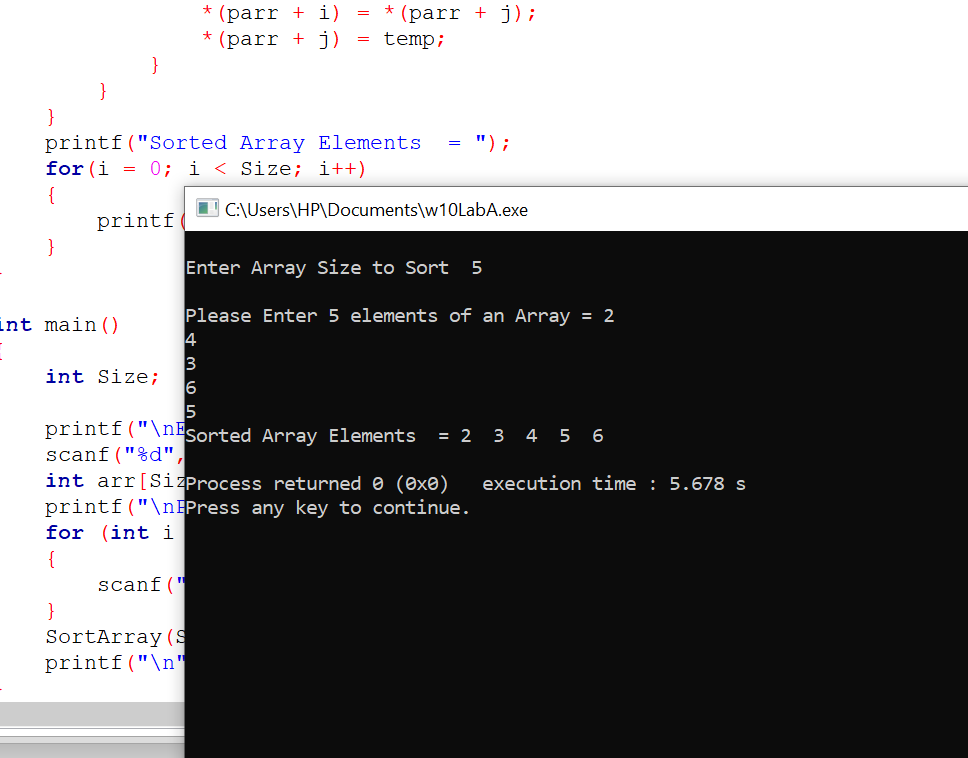 *(parr + i) = *(parr + j);
*(parr + j) = temp;
}
}
}
printf("Sorted Array Elements  = ");
for(i = 0; i < Size; i++)
{
printf(
}
int main()
{
int Size;
printf("\nE
scanf("%d",
int arr[Siz
printf("\nP
for (int i
{
scanf("
}
SortArray(S
printf("\n"
C:\Users\HP\Documents\w10LabA.exe
Enter Array Size to Sort  5
Please Enter 5 elements of an Array = 2
4
3
6
5
Sorted Array Elements  = 2  3  4  5  6
Process returned 0 (0x0)   execution time : 5.678 s
Press any key to continue.